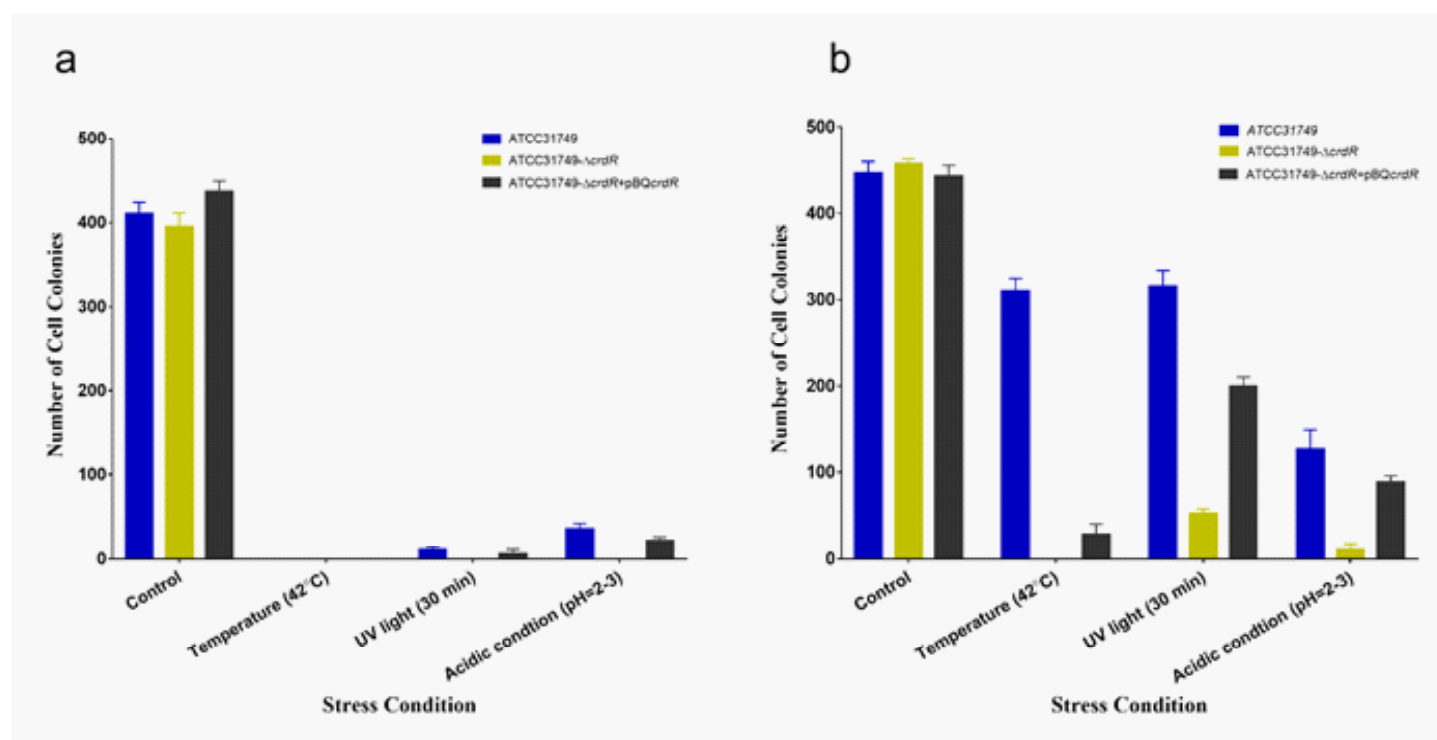 a
500
400
300
200
100
0
Number of Cell Colonies
ATCC31749
ATCC31749-ΔcrdR
ATCC31749-ΔcrdR+pBQcrdR
Control
Temperature (42°C)
UV light (30 min)
Acidic condtion (pH=2-3)
Stress Condition
b
500
400
300
200
100
0
Number of Cell Colonies
ATCC31749
ATCC31749-ΔcrdR
ATCC31749-ΔcrdR+pBQcrdR
Control
Temperature (42°C)
UV light (30 min)
Acidic condtion (pH=2-3)
Stress Condition